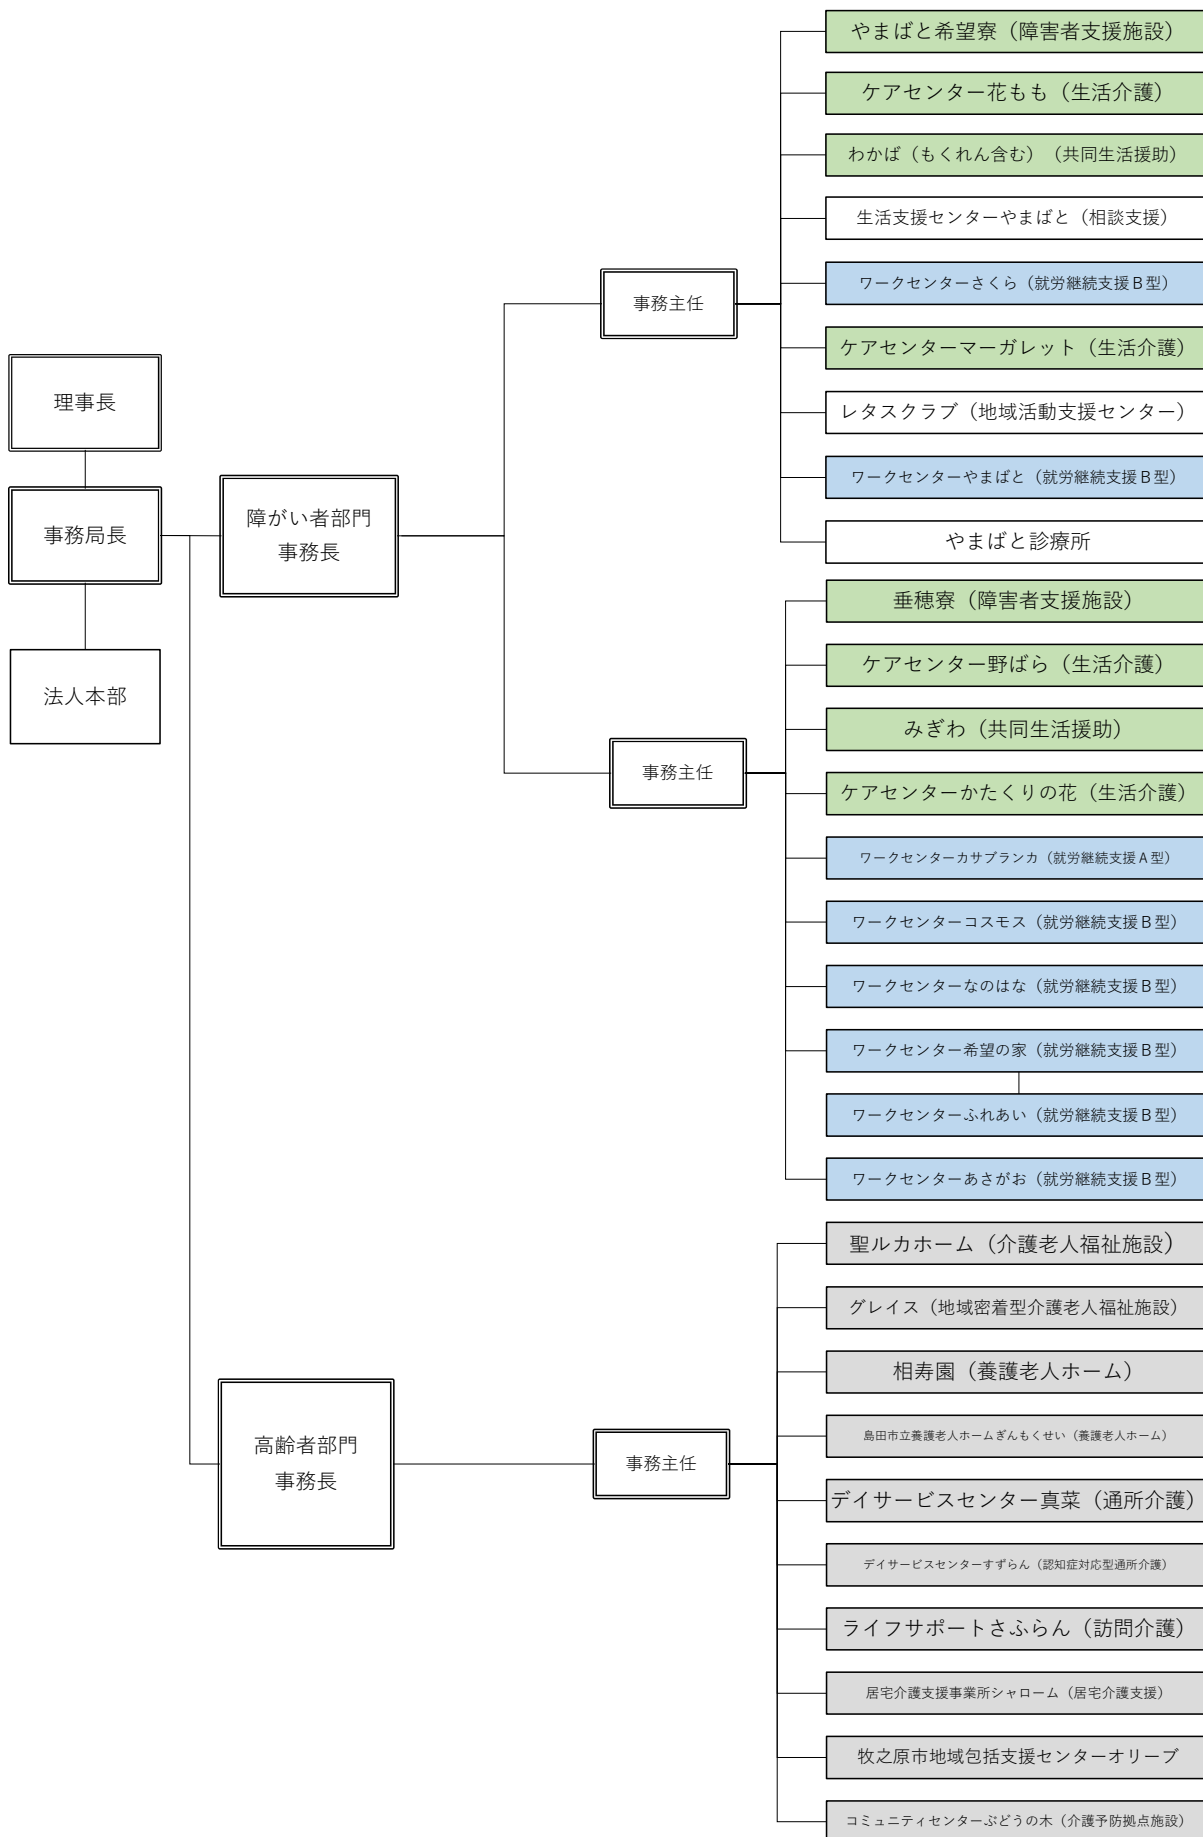 理事長
事務局長
法人本部
障がい者部門
事務長
高齢者部門
事務長
事務主任
やまばと希望寮（障害者支援施設）
ケアセンター花もも（生活介護）
わかば（もくれん含む）（共同生活援助）
生活支援センターやまばと（相談支援）
ワークセンターさくら（就労継続支援Ｂ型）
ケアセンターマーガレット（生活介護）
レタスクラブ（地域活動支援センター）
ワークセンターやまばと（就労継続支援Ｂ型）
やまばと診療所
事務主任
垂穂寮（障害者支援施設）
ケアセンター野ばら（生活介護）
みぎわ（共同生活援助）
ケアセンターかたくりの花（生活介護）
ワークセンターカサブランカ（就労継続支援Ａ型）
ワークセンターコスモス（就労継続支援Ｂ型）
ワークセンターなのはな（就労継続支援Ｂ型）
ワークセンター希望の家（就労継続支援Ｂ型）
ワークセンターふれあい（就労継続支援Ｂ型）
ワークセンターあさがお（就労継続支援Ｂ型）
事務主任
聖ルカホーム（介護老人福祉施設）
グレイス（地域密着型介護老人福祉施設）
相寿園（養護老人ホーム）
島田市立養護老人ホームぎんもくせい（養護老人ホーム）
デイサービスセンター真菜（通所介護）
デイサービスセンターすずらん（認知症対応型通所介護）
ライフサポートさふらん（訪問介護）
居宅介護支援事業所シャローム（居宅介護支援）
牧之原市地域包括支援センターオリーブ
コミュニティセンターぶどうの木（介護予防拠点施設）